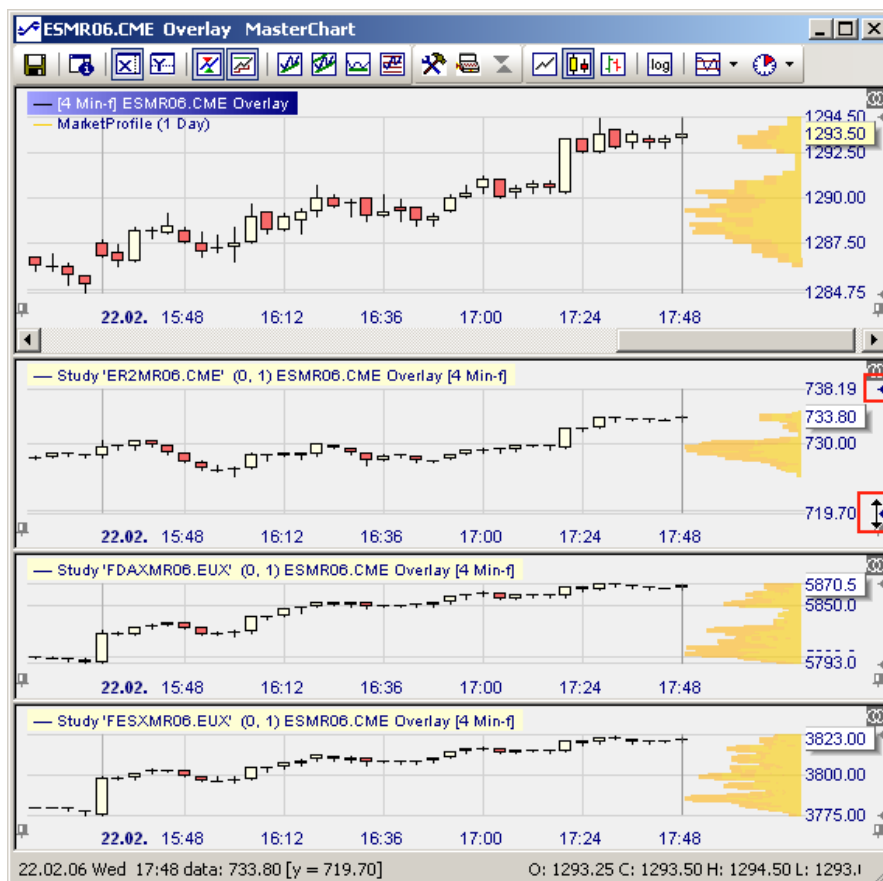 ESMR06.CME Overlay MasterChart
log
[4 Min-f] ESMR06.CME Overlay
MarketProfile (1 Day)
1294.50
1293.50
1292.50
1290.00
1287.50
1284.75
22.02. 15:48 16:12 16:36 17:00 17:24 17:48
Study 'ER2MR06.CME' (0, 1) ESMR06.CME Overlay [4 Min-f]
738.19
733.80
730.00
719.70
22.02. 15:48 16:12 16:36 17:00 17:24 17:48
Study 'FDAXMR06.EUX' (0, 1) ESMR06.CME Overlay [4 Min-f]
5870.5
5850.0
5793.0
22.02. 15:48 16:12 16:36 17:00 17:24 17:48
Study 'FESXMR06.EUX' (0, 1) ESMR06.CME Overlay [4 Min-f]
3823.00
3800.00
3775.00
22.02. 15:48 16:12 16:36 17:00 17:24 17:48
22.02.06 Wed 17:48 data: 733.80 [y = 719.70] O: 1293.25 C: 1293.50 H: 1294.50 L: 1293.